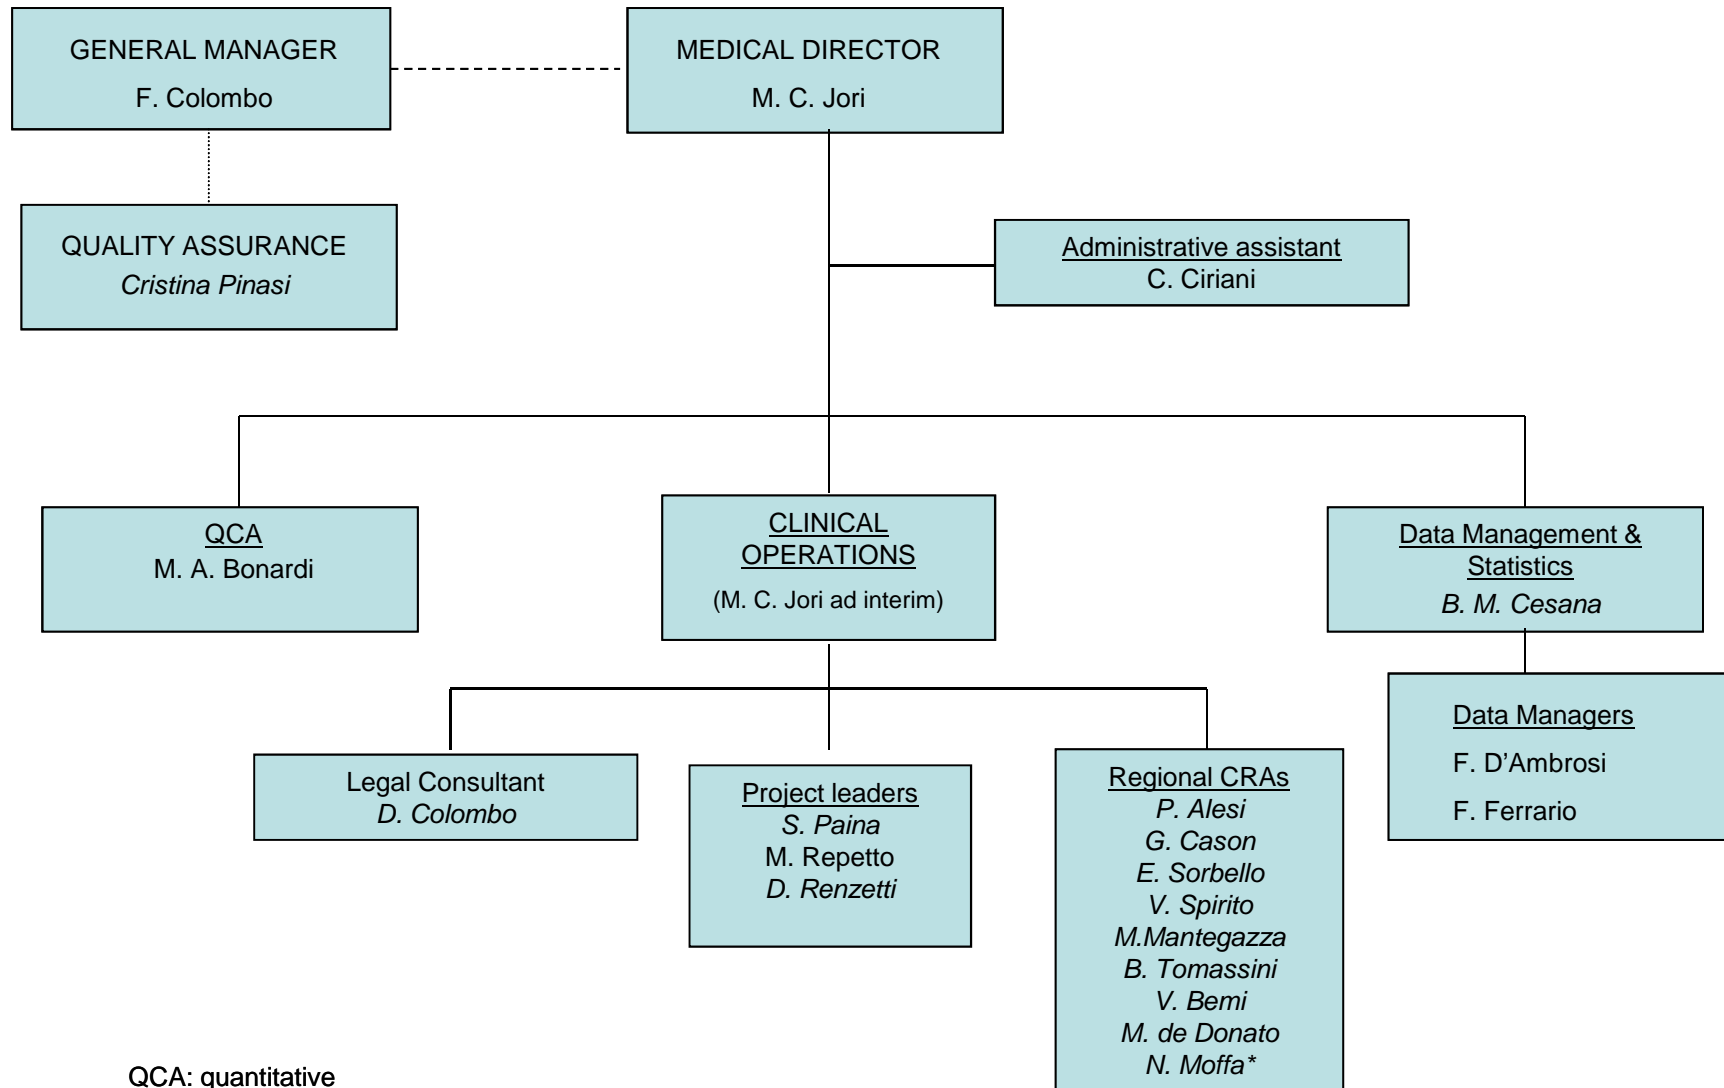 GENERAL MANAGER
F. Colombo
MEDICAL DIRECTOR
M. C. Jori
QUALITY ASSURANCE
Cristina Pinasi
Administrative assistant
C. Ciriani
QCA
M. A. Bonardi
CLINICAL
OPERATIONS
(M. C. Jori ad interim)
Data Management &
Statistics
B. M. Cesana
Legal Consultant
D. Colombo
Project leaders
S. Paina
M. Repetto
D. Renzetti
Regional CRAs
P. Alesi
G. Cason
E. Sorbello
V. Spirito
M.Mantegazza
B. Tomassini
V. Bemi
M. de Donato
N. Moffa*
Data Managers
F. D'Ambrosi
F. Ferrario
QCA: quantitative